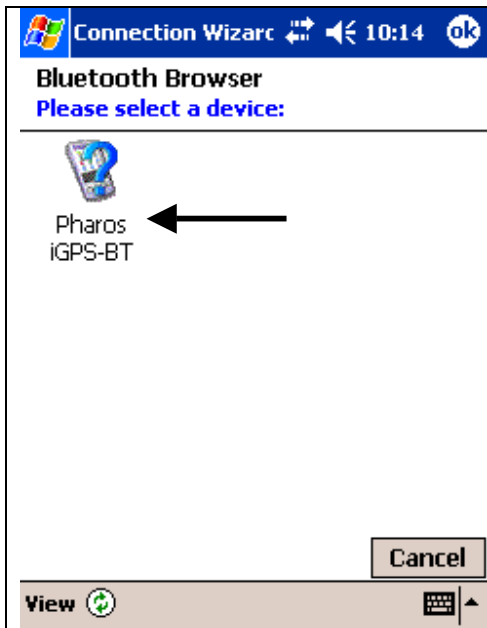 Connection Wizarc 10:14 ok
Bluetooth Browser
Please select a device:
Pharos
iGPS-BT
Cancel
View